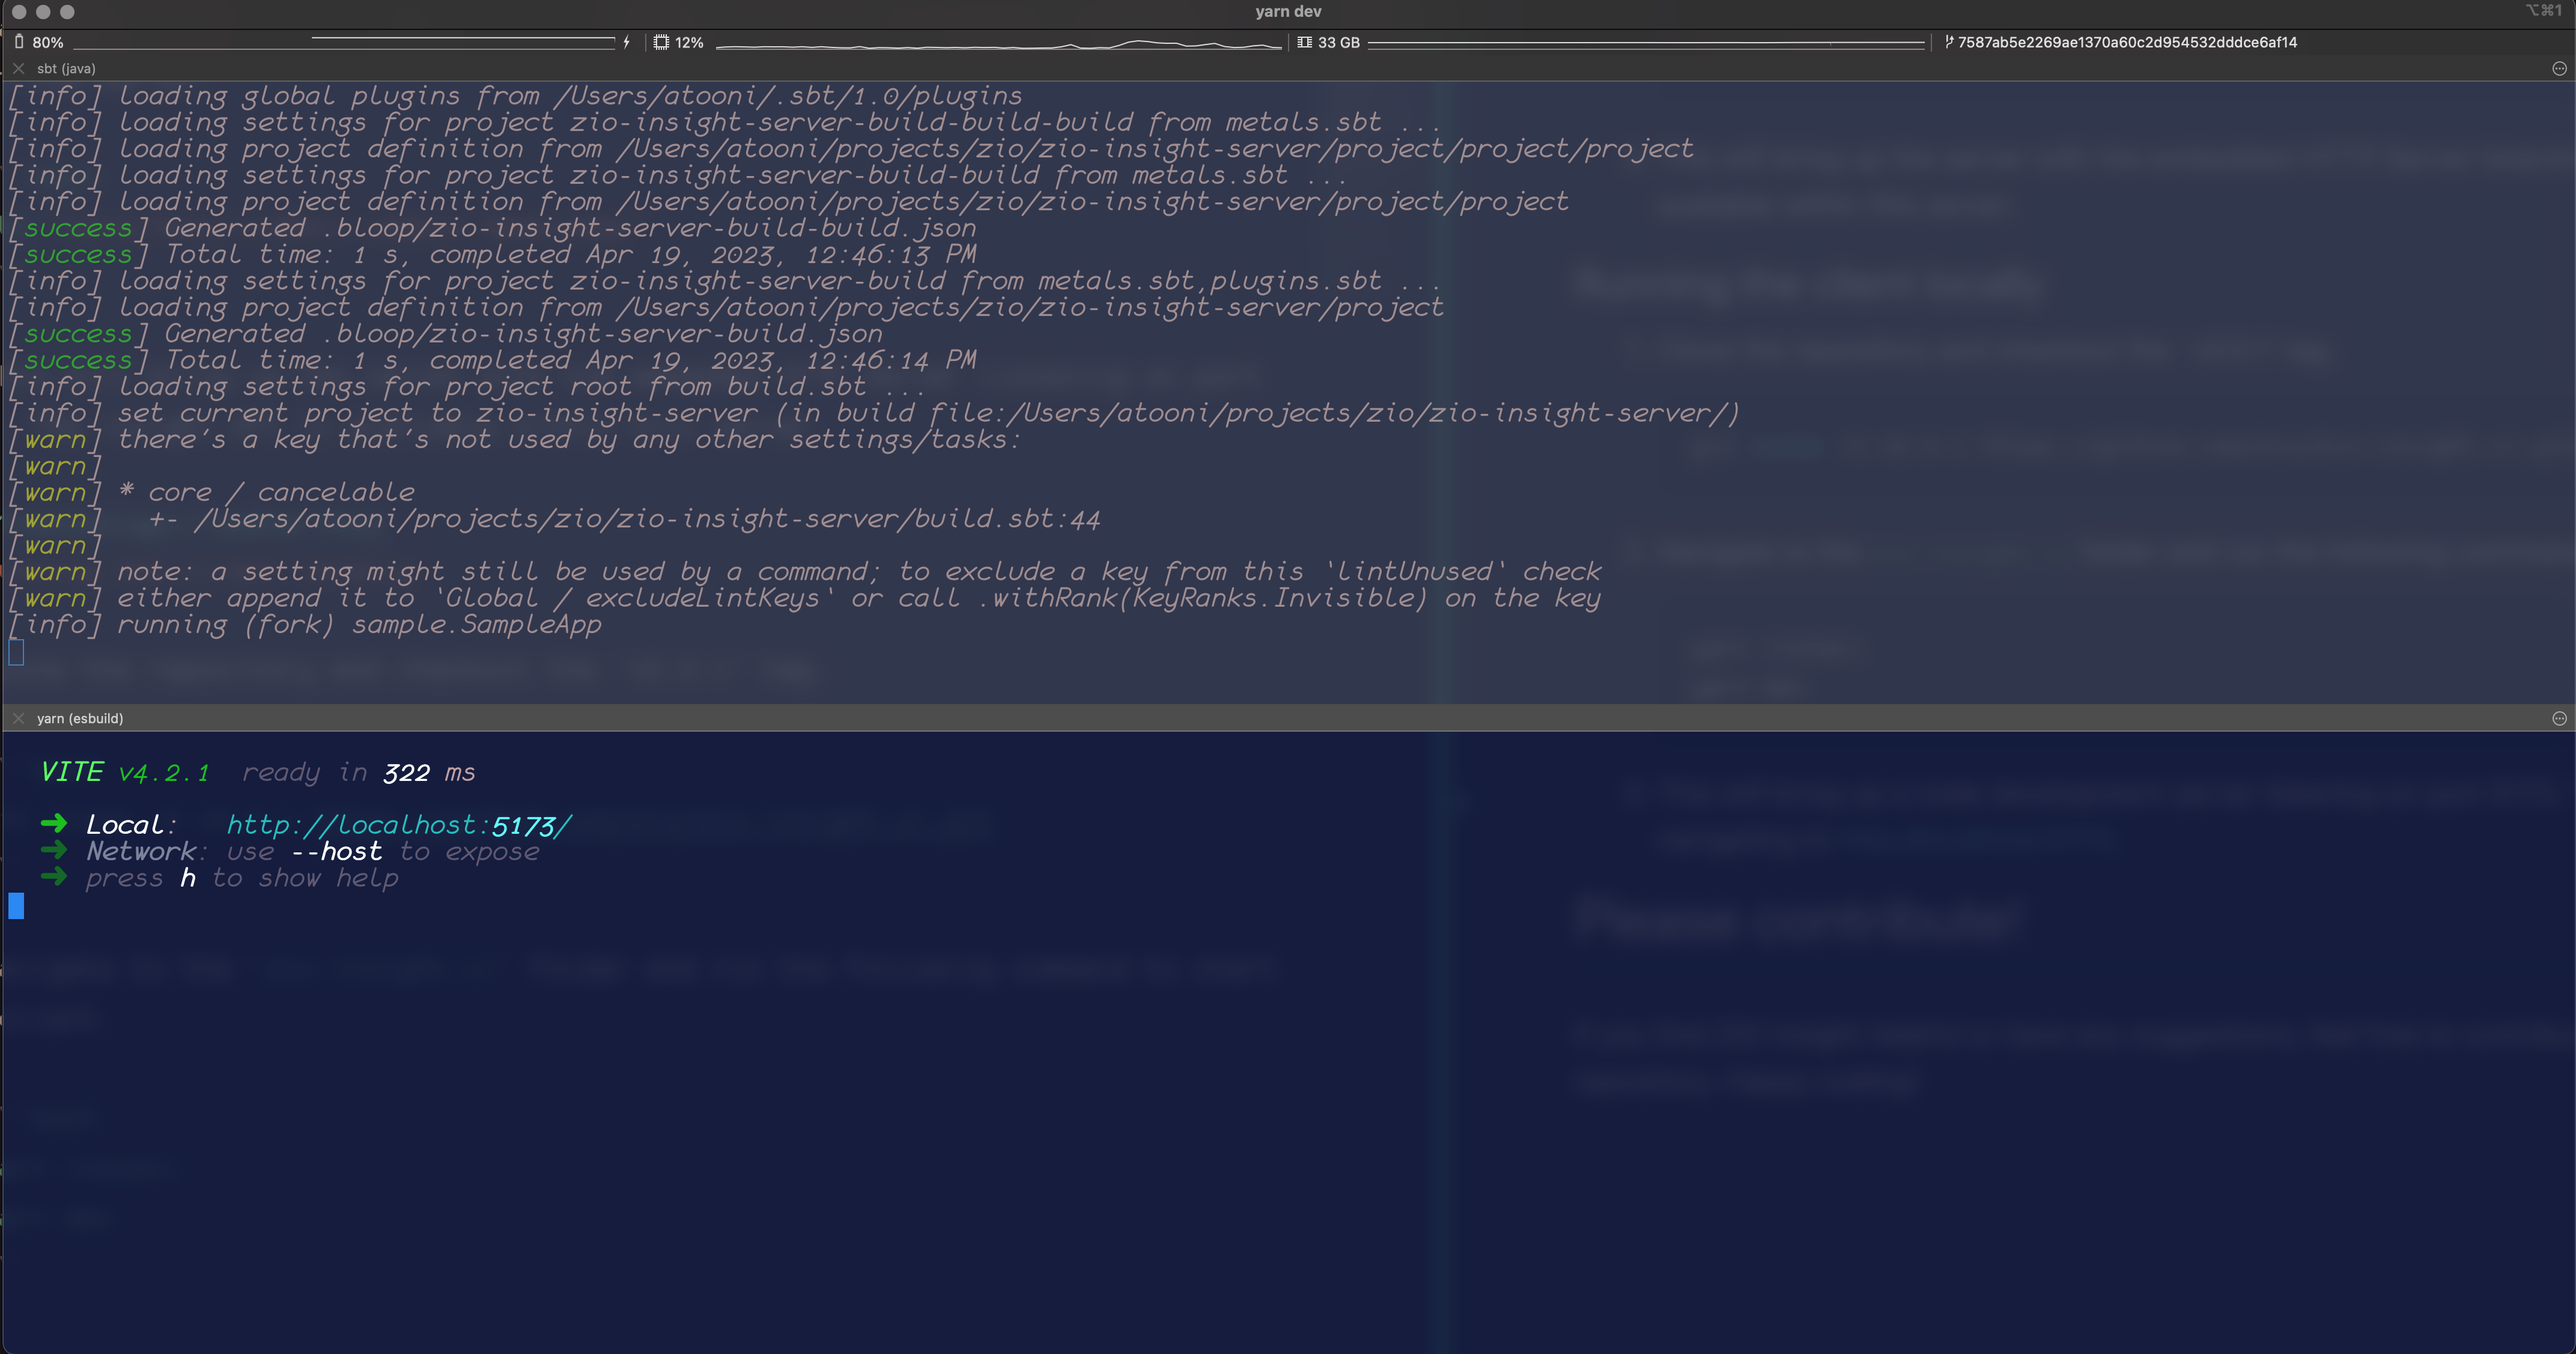 yarn dev
⌥⌘1
80% 12% 33 GB 7587ab5e2269ae1370a60c2d954532dddce6af14
sbt (java)
[info] loading global plugins from /Users/atooni/.sbt/1.0/plugins
[info] loading settings for project zio-insight-server-build-build-build from metals.sbt ...
[info] loading project definition from /Users/atooni/projects/zio/zio-insight-server/project/project/project
[info] loading settings for project zio-insight-server-build-build from metals.sbt ...
[info] loading project definition from /Users/atooni/projects/zio/zio-insight-server/project/project
[success] Generated .bloop/zio-insight-server-build-build.json
[success] Total time: 1 s, completed Apr 19, 2023, 12:46:13 PM
[info] loading settings for project zio-insight-server-build from metals.sbt,plugins.sbt ...
[info] loading project definition from /Users/atooni/projects/zio/zio-insight-server/project
[success] Generated .bloop/zio-insight-server-build.json
[success] Total time: 1 s, completed Apr 19, 2023, 12:46:14 PM
[info] loading settings for project root from build.sbt ...
[info] set current project to zio-insight-server (in build file:/Users/atooni/projects/zio/zio-insight-server/)
[warn] there's a key that's not used by any other settings/tasks:
[warn]
[warn] * core / cancelable
[warn]   +- /Users/atooni/projects/zio/zio-insight-server/build.sbt:44
[warn]
[warn] note: a setting might still be used by a command; to exclude a key from this `lintUnused` check
[warn] either append it to `Global / excludeLintKeys` or call .withRank(KeyRanks.Invisible) on the key
[info] running (fork) sample.SampleApp
yarn (esbuild)
VITE v4.2.1  ready in 322 ms
➜ Local:   http://localhost:5173/
➜ Network: use --host to expose
➜ press h to show help
Running the client locally
Please contribute!